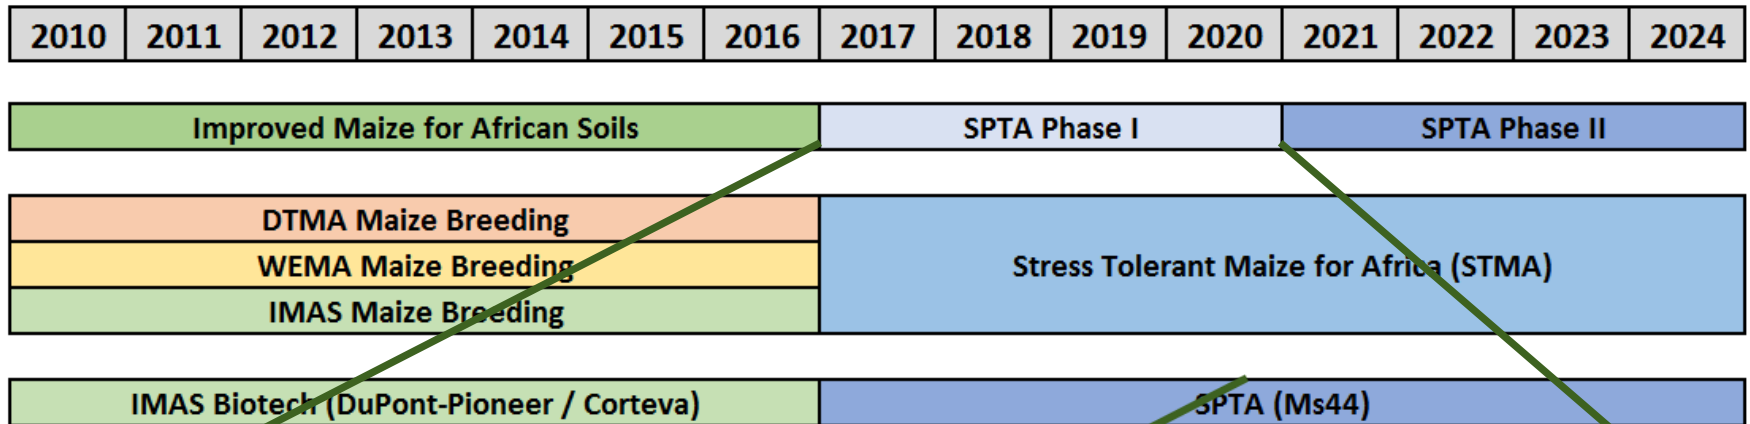 2010 2011 2012 2013 2014 2015 2016 2017 2018 2019 2020 2021 2022 2023 2024
Improved Maize for African Soils SPTA Phase I SPTA Phase II
DTMA Maize Breeding
WEMA Maize Breeding
IMAS Maize Breeding
Stress Tolerant Maize for Africa (STMA)
IMAS Biotech (DuPont-Pioneer / Corteva) SPTA (Ms44)